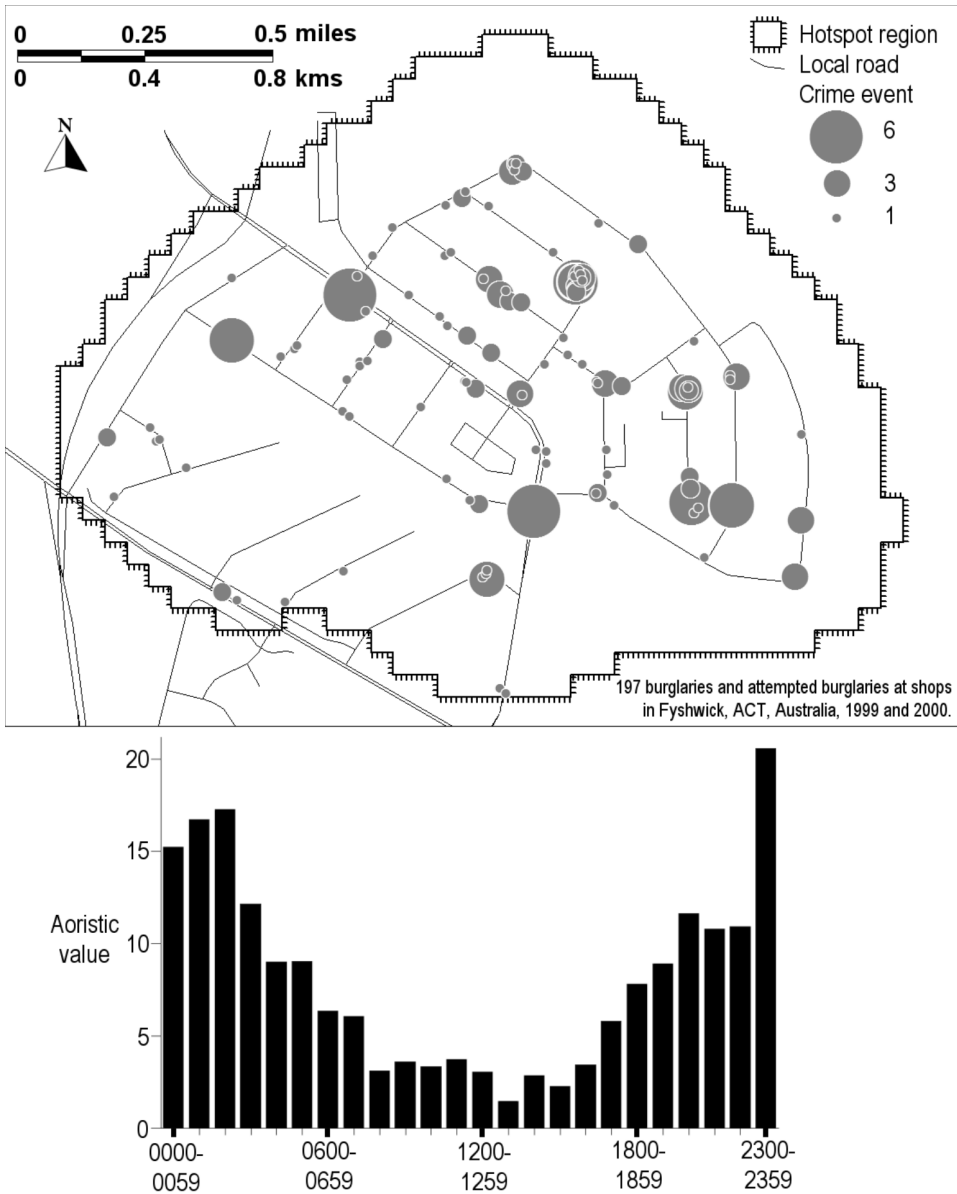 0 0.25 0.5 miles
0 0.4 0.8 kms
N
Hotspot region
Local road
Crime event
6
3
1
197 burglaries and attempted burglaries at shops
in Fyshwick, ACT, Australia, 1999 and 2000.
20
15
Aoristic
value
10
5
0
0000- 0600- 1200- 1800- 2300-
0059 0659 1259 1859 2359